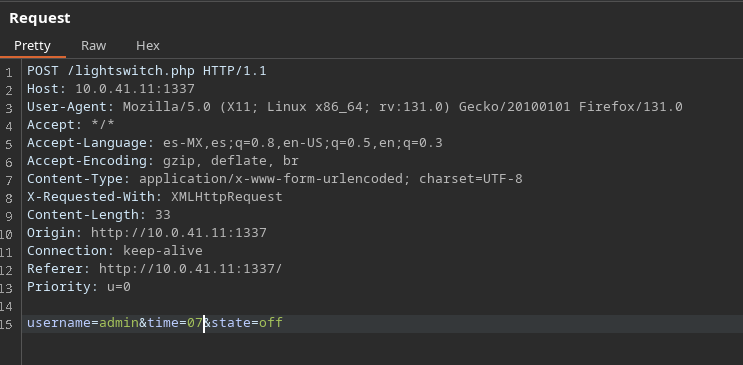 Request
Pretty Raw Hex
1 POST /lightswitch.php HTTP/1.1
2 Host: 10.0.41.11:1337
3 User-Agent: Mozilla/5.0 (X11; Linux x86_64; rv:131.0) Gecko/20100101 Firefox/131.0
4 Accept: */*
5 Accept-Language: es-MX,es;q=0.8,en-US;q=0.5,en;q=0.3
6 Accept-Encoding: gzip, deflate, br
7 Content-Type: application/x-www-form-urlencoded; charset=UTF-8
8 X-Requested-With: XMLHttpRequest
9 Content-Length: 33
10 Origin: http://10.0.41.11:1337
11 Connection: keep-alive
12 Referer: http://10.0.41.11:1337/
13 Priority: u=0
14
15 username=admin&time=07&state=off